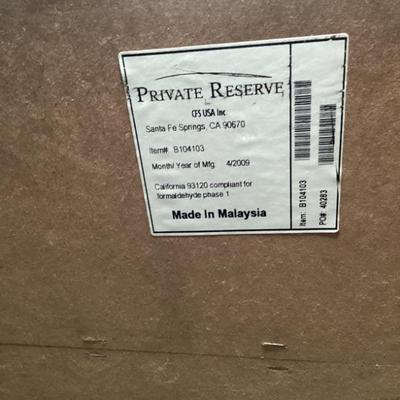 PRIVATE RESERVE
by
CFS USA Inc.
Santa Fe Springs, CA 90670
Item# B104103
Month/ Year of Mfg. 4/2009
California 93120 compliant for
formaldehyde phase 1
Made In Malaysia
Item: B104103
PO#: 40283